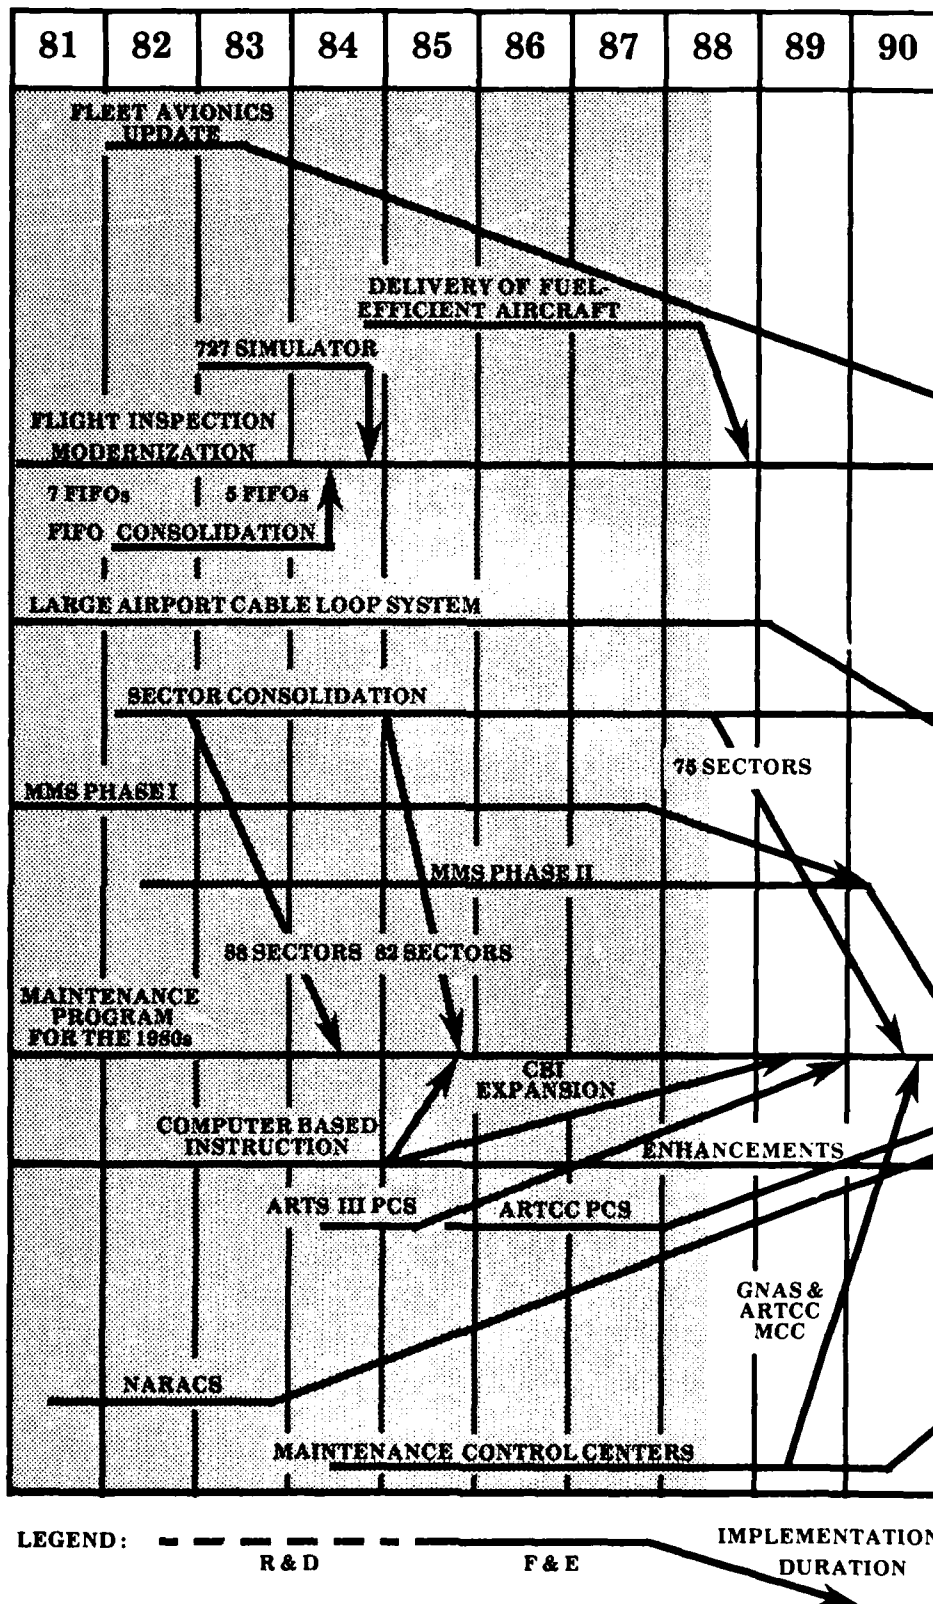 81 82 83 84 85 86 87 88 89 90
FLEET AVIONICS
UPDATE
DELIVERY OF FUEL-
EFFICIENT AIRCRAFT
727 SIMULATOR
FLIGHT INSPECTION
MODERNIZATION
7 FIFOs 5 FIFOs
FIFO CONSOLIDATION
LARGE AIRPORT CABLE LOOP SYSTEM
SECTOR CONSOLIDATION
75 SECTORS
MMS PHASE I
MMS PHASE II
88 SECTORS 82 SECTORS
MAINTENANCE
PROGRAM
FOR THE 1980s
CBI
EXPANSION
COMPUTER BASED
INSTRUCTION
ENHANCEMENTS
ARTS III PCS ARTCC PCS
GNAS &
ARTCC
MCC
NARACS
MAINTENANCE CONTROL CENTERS
LEGEND:
R & D
F & E
IMPLEMENTATION
DURATION